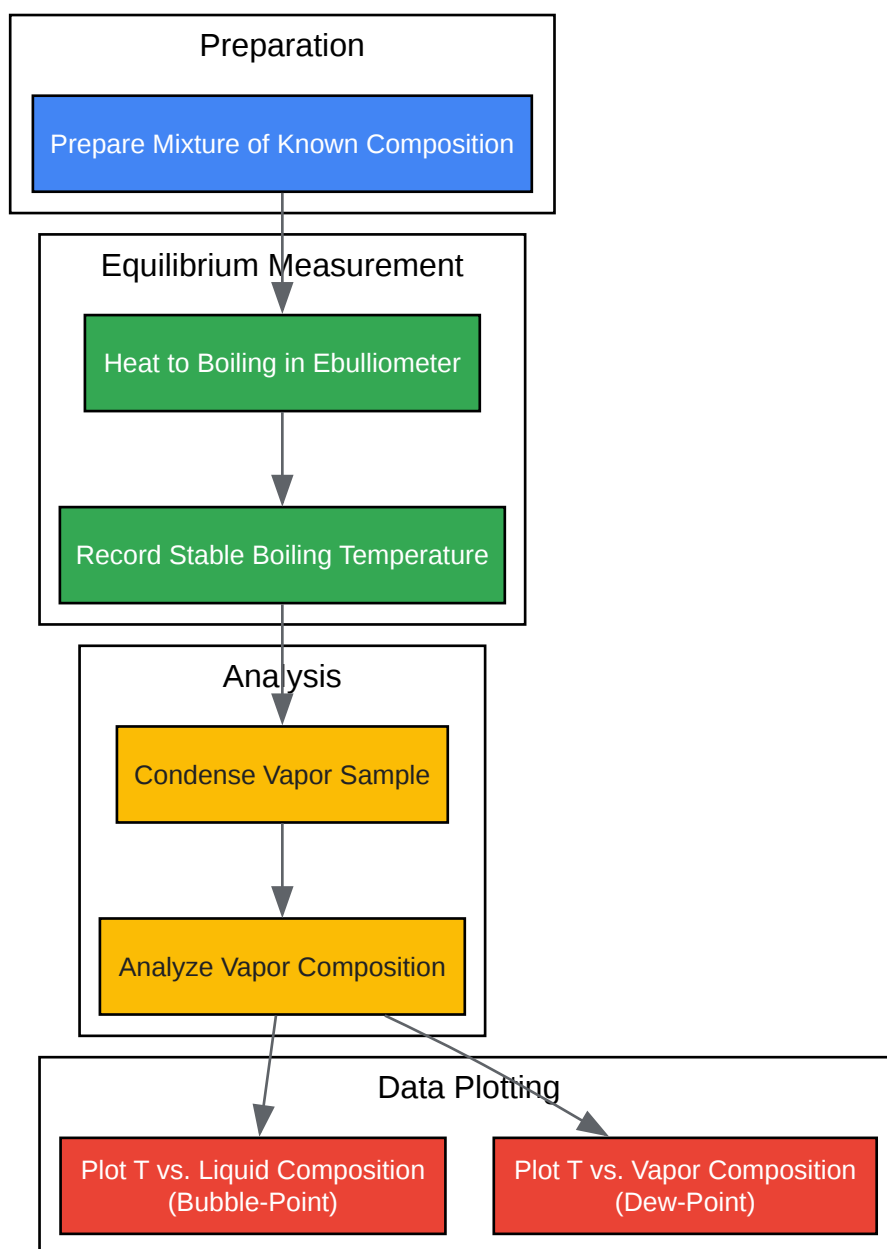 Preparation
Prepare Mixture of Known Composition
Equilibrium Measurement
Heat to Boiling in Ebulliometer
Record Stable Boiling Temperature
Analysis
Condense Vapor Sample
Analyze Vapor Composition
Data Plotting
Plot T vs. Liquid Composition
(Bubble-Point)
Plot T vs. Vapor Composition
(Dew-Point)